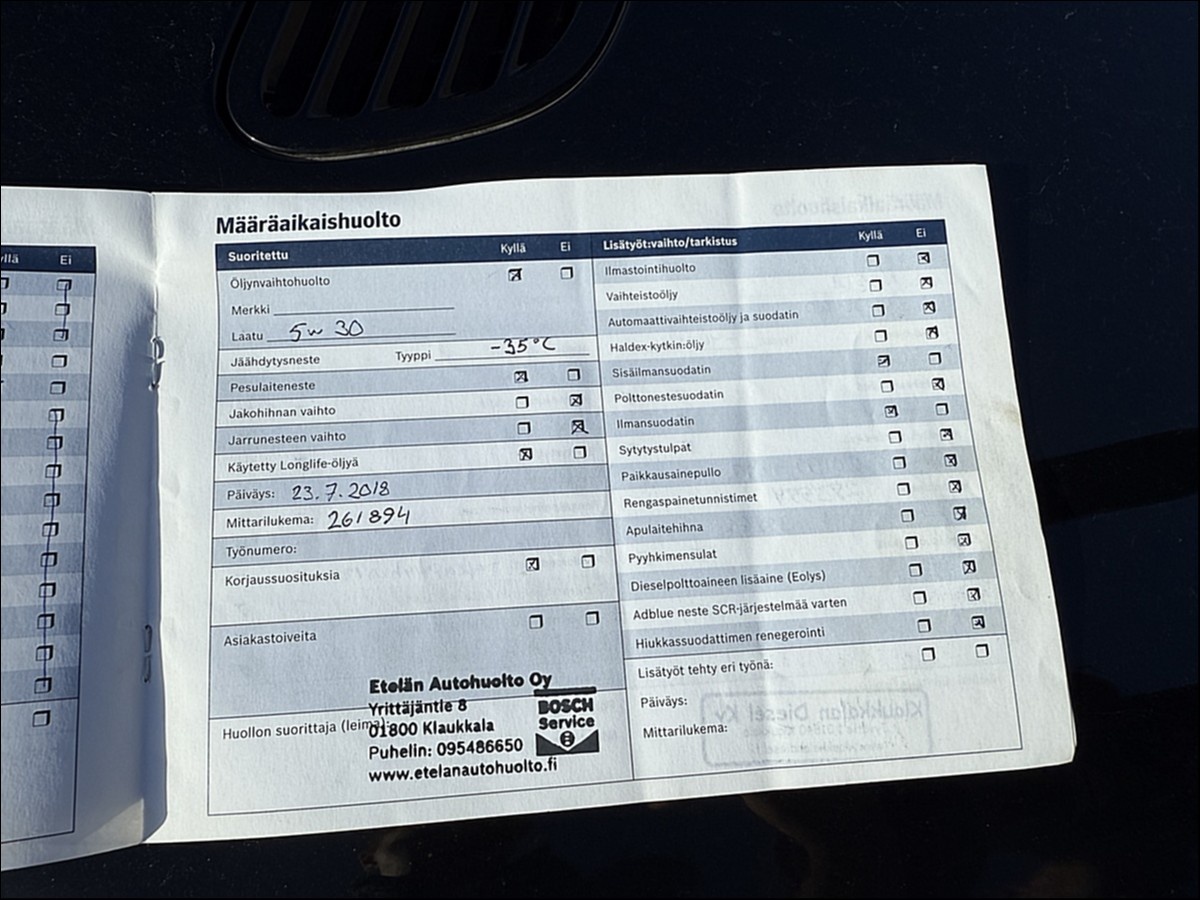 Määräaikaishuolto
Suoritettu Kyllä Ei
Öljynvaihtohuolto
Merkki
Laatu 5w 30
Jäähdytysneste Tyyppi -35°C
Pesulaiteneste
Jakohihnan vaihto
Jarrunesteen vaihto
Käytetty Longlife-öljyä
Päiväys: 23.7.2018
Mittarilukema: 261894
Työnumero:
Korjaussuosituksia
Asiakastoiveita
Huollon suorittaja (leima):
Etelän Autohuolto Oy
Yrittäjäntie 8
01800 Klaukkala
Puhelin: 095486650
www.etelanautohuolto.fi
BOSCH
Service
Lisätyöt:vaihto/tarkistus Kyllä Ei
Ilmastointihuolto
Vaihteistoöljy
Automaattivaihteistoöljy ja suodatin
Haldex-kytkin:öljy
Sisäilmansuodatin
Polttonestesuodatin
Ilmansuodatin
Sytytystulpat
Paikkausainepullo
Rengaspainetunnistimet
Apulaitehihna
Pyyhkimensulat
Dieselpolttoaineen lisäaine (Eolys)
Adblue neste SCR-järjestelmää varten
Hiukkassuodattimen renegerointi
Lisätyöt tehty eri työnä:
Päiväys:
Mittarilukema:
Ei